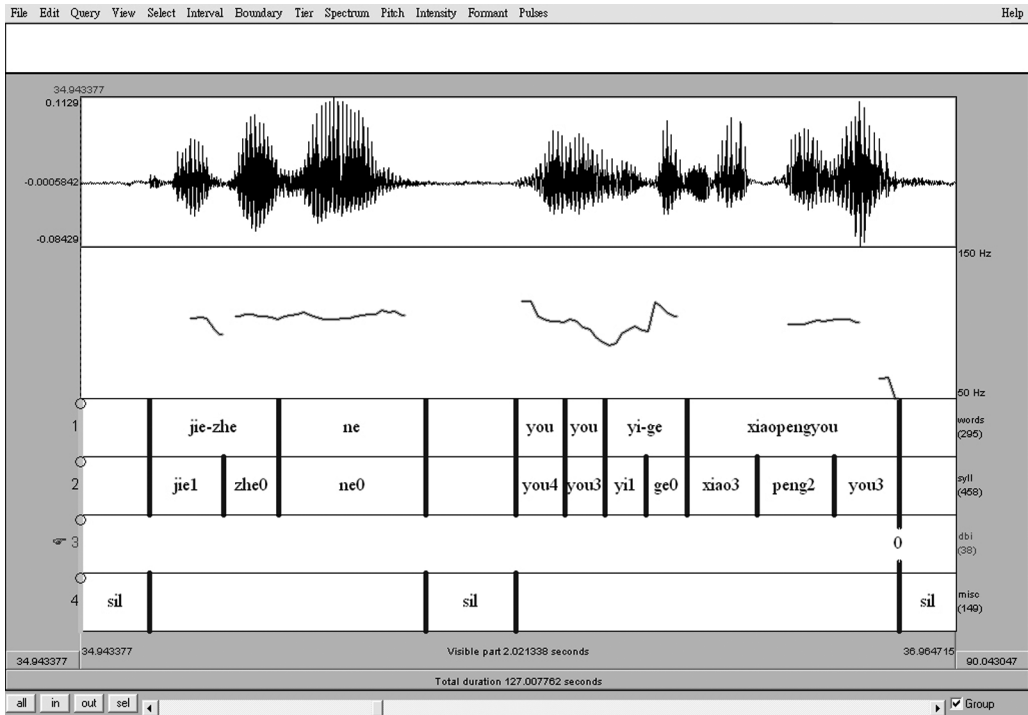 File Edit Query View Select Interval Boundary Tier Spectrum Pitch Intensity Formant Pulses Help
34.943377
0.1129
-0.0005842
-0.08429
150 Hz
50 Hz
1 jie-zhe ne you you yi-ge xiaopengyou words (295)
2 jie1 zhe0 ne0 you4 you3 yi1 ge0 xiao3 peng2 you3 syll (458)
3 0 dbi (38)
4 sil sil sil misc (149)
34.943377 34.943377 Visible part 2.021338 seconds 36.964715 90.043047
Total duration 127.007762 seconds
all in out sel Group